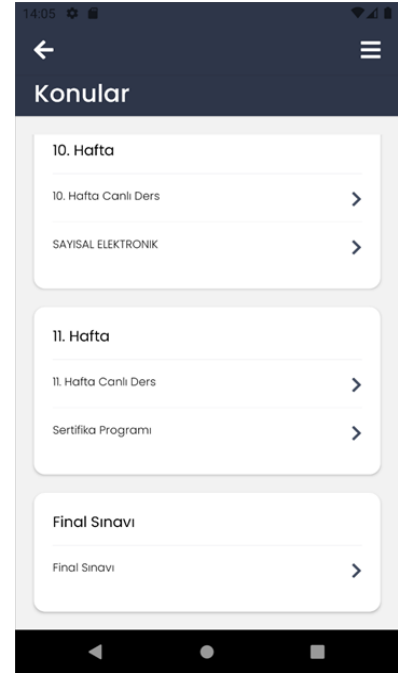 14:05
Konular
10. Hafta
10. Hafta Canlı Ders
SAYISAL ELEKTRONIK
11. Hafta
11. Hafta Canlı Ders
Sertifika Programı
Final Sınavı
Final Sınavı